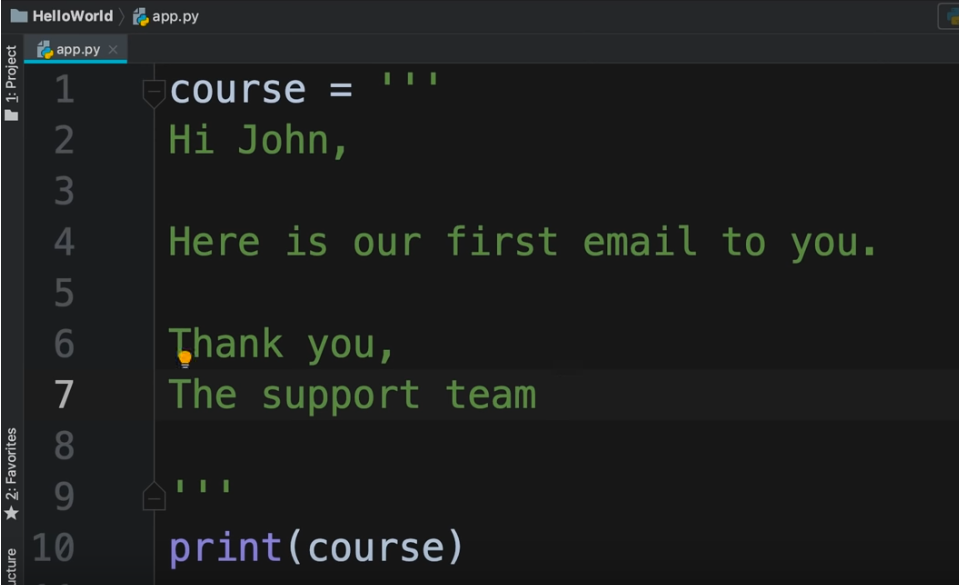 HelloWorld app.py
app.py
1: Project
1 course = '''
2 Hi John,
3
4 Here is our first email to you.
5
6 Thank you,
7 The support team
8
9 '''
10 print(course)
2: Favorites
ucture